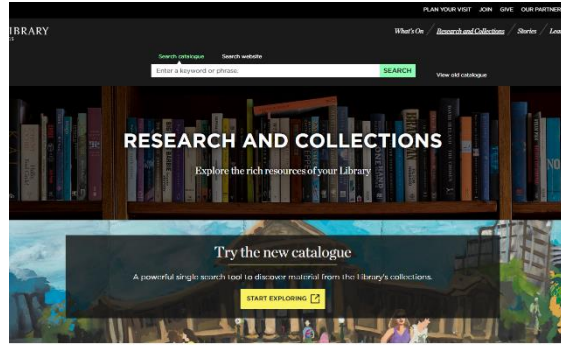 PLAN YOUR VISIT JOIN GIVE OUR PARTNER
IBRARY
What's On / Research and Collections / Stories / Lea
Search catalogue Search website
Enter a keyword or phrase.
SEARCH
View old catalogue
RESEARCH AND COLLECTIONS
Explore the rich resources of your Library
Try the new catalogue
A powerful single search tool to discover material from the Library's collections.
START EXPLORING